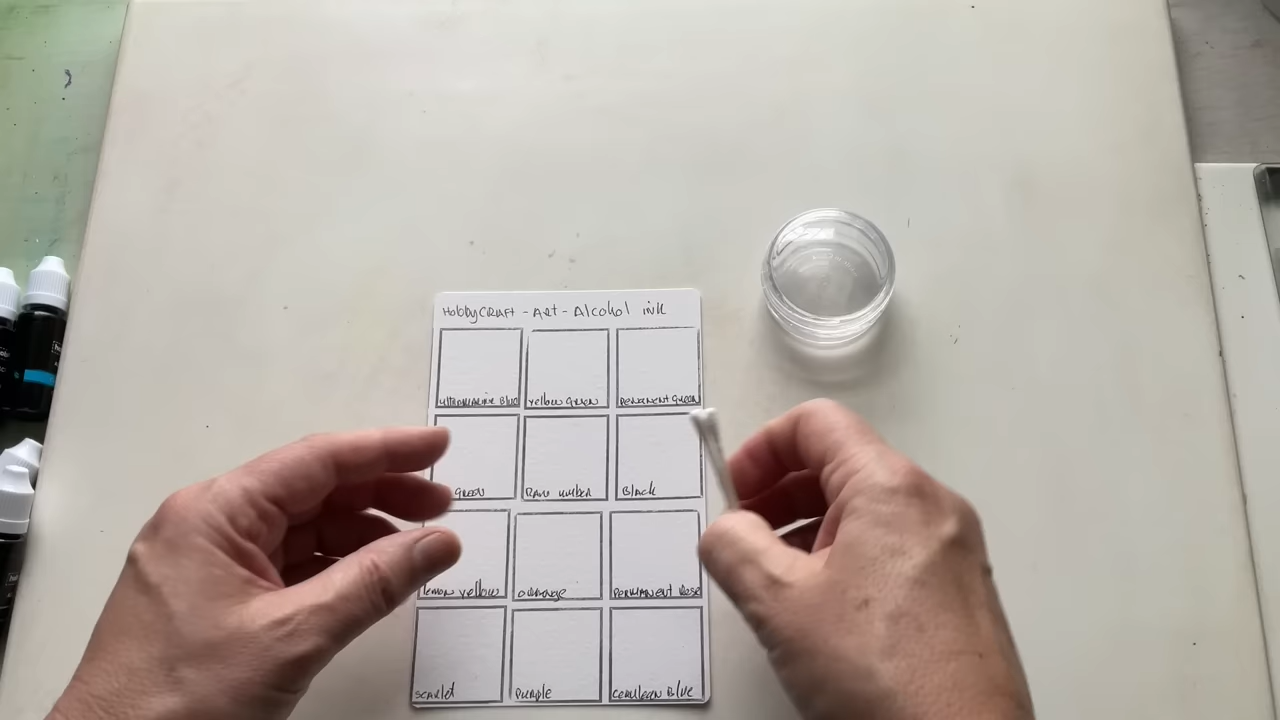 HobbyCRAFT - Art - Alcohol ink
ultramarine Blue yellow Green Permanent Green
Green Raw umber Black
lemon yellow orange Permanent Rose
Scarlet Purple Cerulean Blue